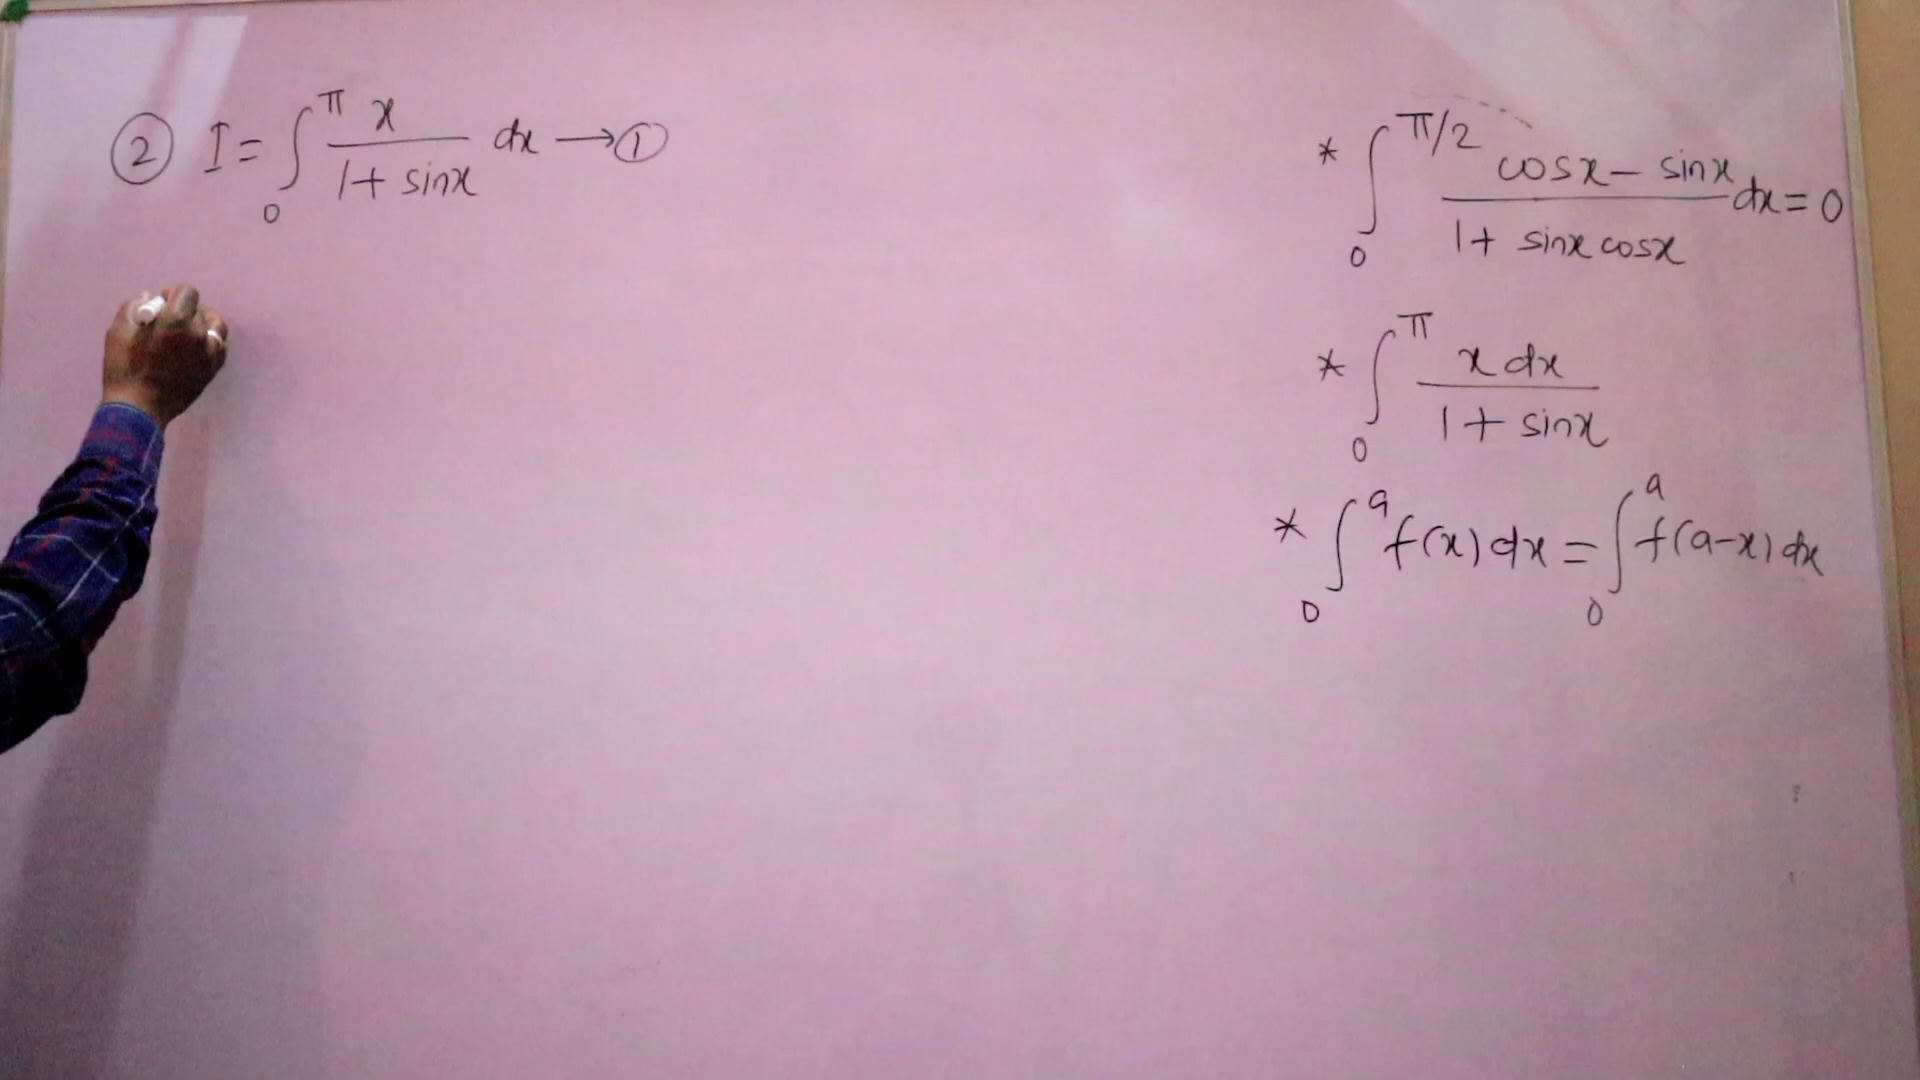 ② I = ∫₀^π x/(1 + sinx) dx → ①
* ∫₀^(π/2) (cosx − sinx)/(1 + sinx cosx) dx = 0
* ∫₀^π x dx/(1 + sinx)
* ∫₀^a f(x) dx = ∫₀^a f(a−x) dx